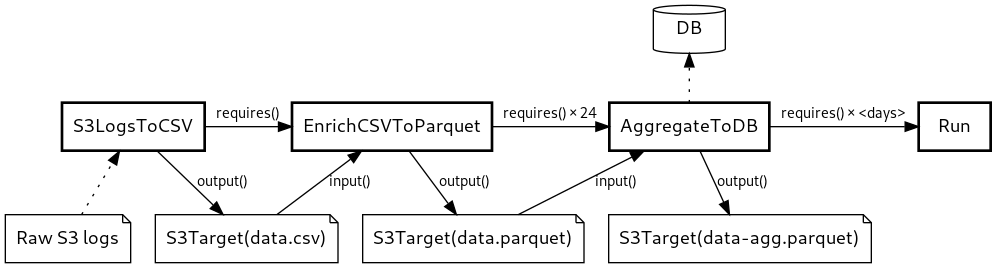 DB
requires()
requires() × 24
requires() × <days>
S3LogsToCSV
EnrichCSVToParquet
AggregateToDB
Run
output()
input()
output()
input()
output()
Raw S3 logs
S3Target(data.csv)
S3Target(data.parquet)
S3Target(data-agg.parquet)